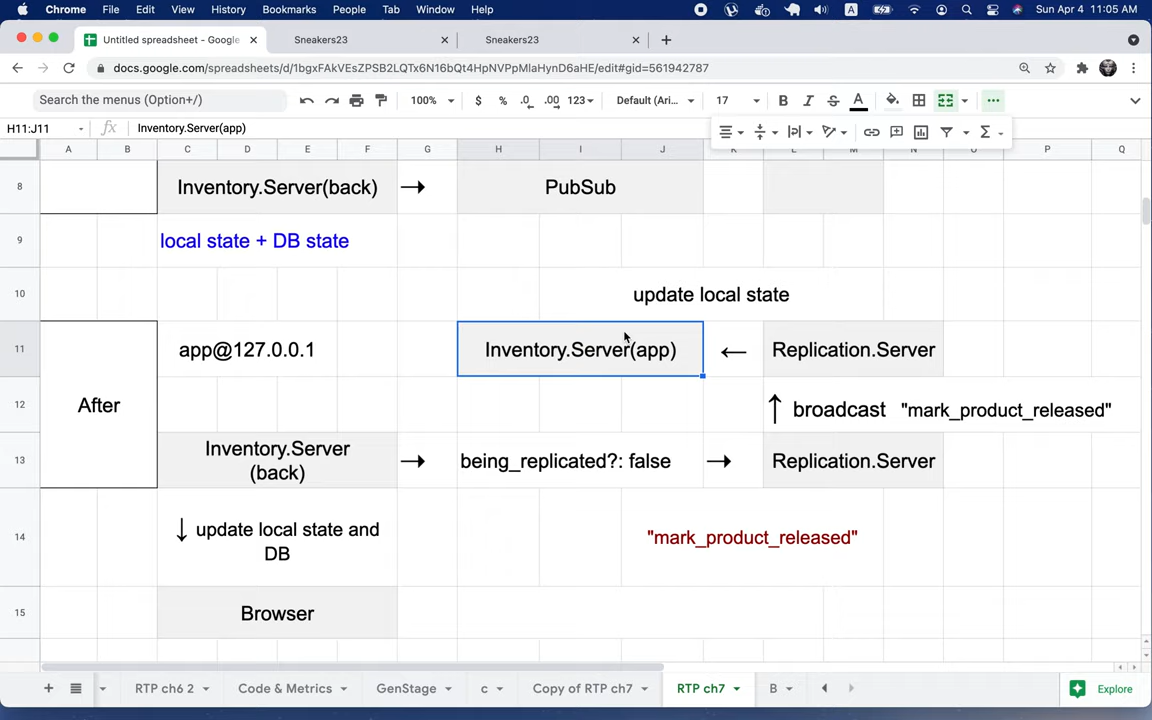 Chrome File Edit View History Bookmarks People Tab Window Help A Sun Apr 4 11:05 AM
Untitled spreadsheet - Google Sneakers23 Sneakers23
docs.google.com/spreadsheets/d/1bgxFAkVEsZPSB2LQTx6N16bQt4HpNVPpMlaHynD6aHE/edit#gid=561942787
Search the menus (Option+/) 100% $ % .0 .00 123 Default (Ari... 17 B I S A
H11:J11 fx Inventory.Server(app)
A B C D E F G H I J K L M N O P Q
8 Inventory.Server(back) → PubSub
9 local state + DB state
10 update local state
11 app@127.0.0.1 Inventory.Server(app) ← Replication.Server
12 After ↑ broadcast "mark_product_released"
13 Inventory.Server
(back) → being_replicated?: false → Replication.Server
14 ↓ update local state and
DB "mark_product_released"
15 Browser
RTP ch6 2 Code & Metrics GenStage c Copy of RTP ch7 RTP ch7 B Explore